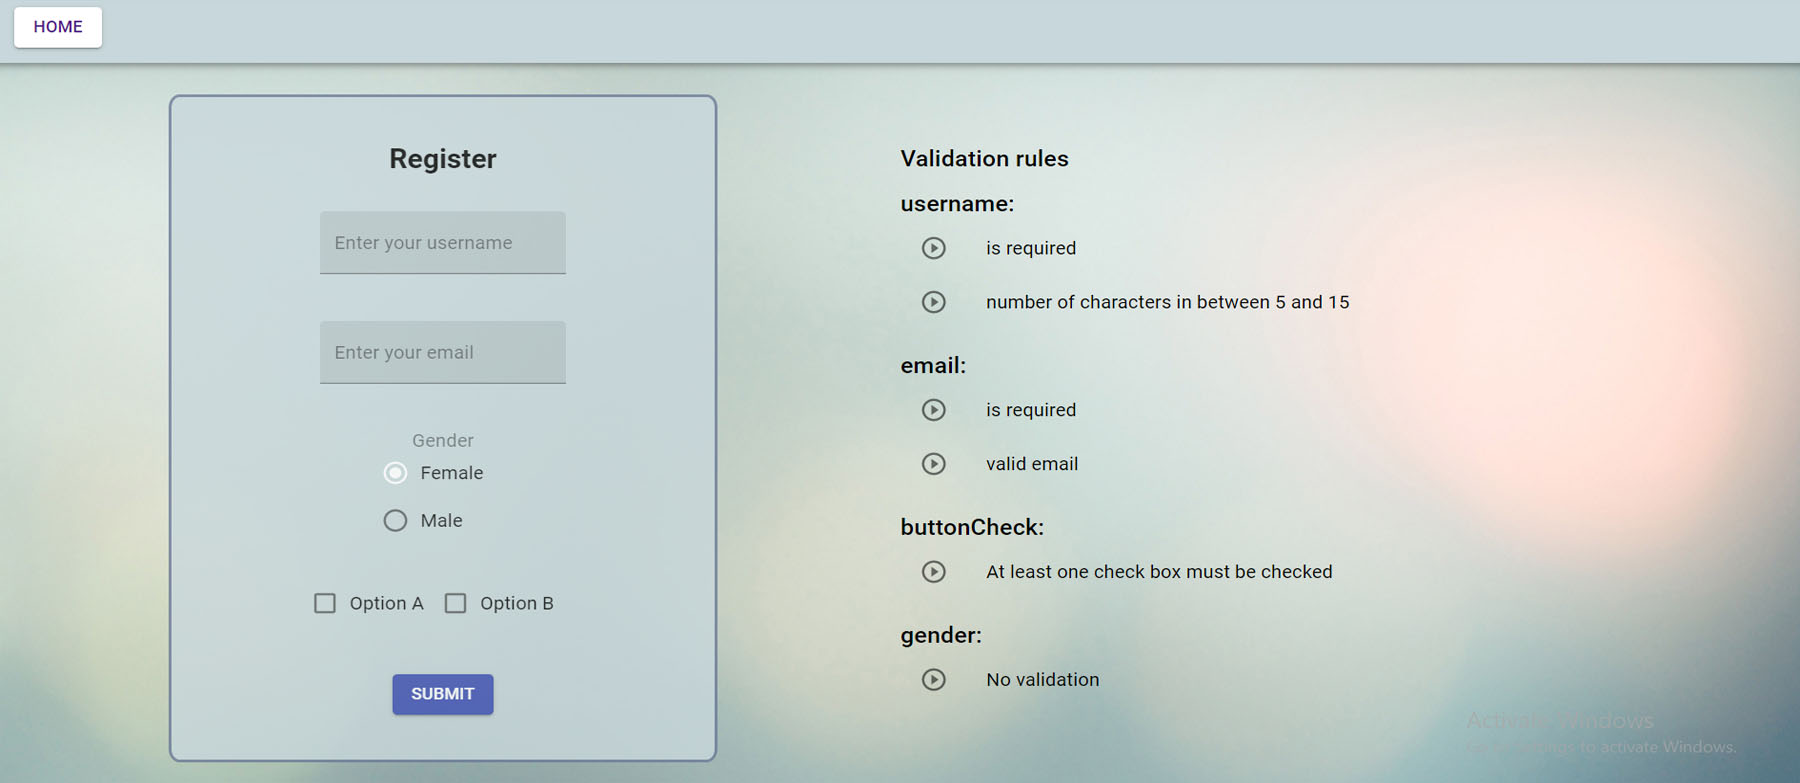 HOME
Register
Enter your username
Enter your email
Gender
Female
Male
Option A Option B
SUBMIT
Validation rules
username:
is required
number of characters in between 5 and 15
email:
is required
valid email
buttonCheck:
At least one check box must be checked
gender:
No validation
Activate Windows
to activate Windows.